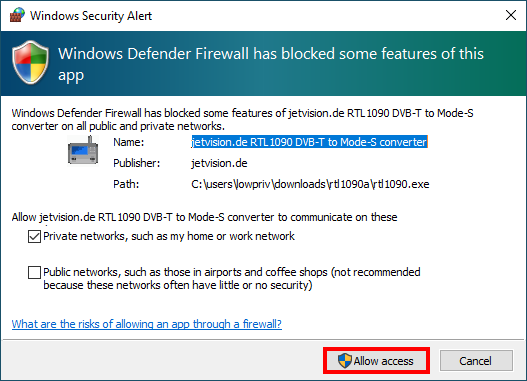 Windows Security Alert
Windows Defender Firewall has blocked some features of this
app
Windows Defender Firewall has blocked some features of jetvision.de RTL1090 DVB-T to Mode-S
converter on all public and private networks.
Name: jetvision.de RTL1090 DVB-T to Mode-S converter
Publisher: jetvision.de
Path: C:\users\lowpriv\downloads\rtl1090a\rtl1090.exe
Allow jetvision.de RTL1090 DVB-T to Mode-S converter to communicate on these
Private networks, such as my home or work network
Public networks, such as those in airports and coffee shops (not recommended
because these networks often have little or no security)
What are the risks of allowing an app through a firewall?
Allow access Cancel